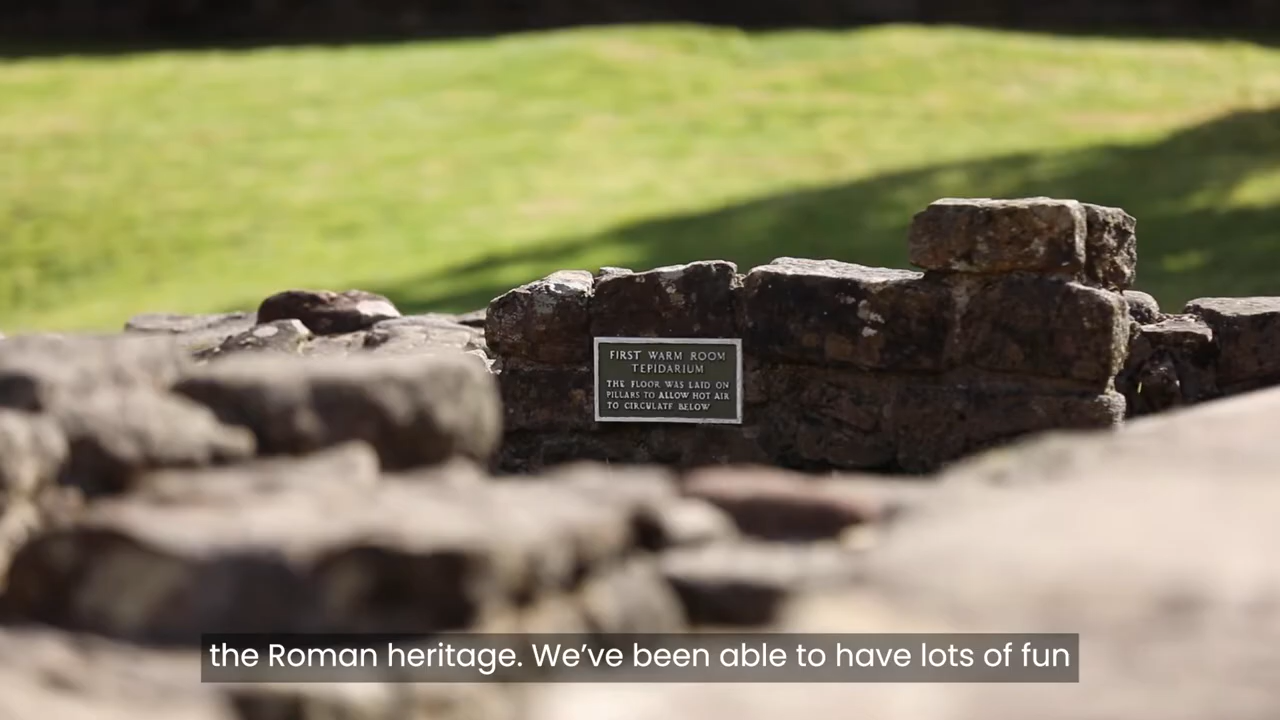 FIRST WARM ROOM
TEPIDARIUM
THE FLOOR WAS LAID ON
PILLARS TO ALLOW HOT AIR
TO CIRCULATE BELOW
the Roman heritage. We’ve been able to have lots of fun